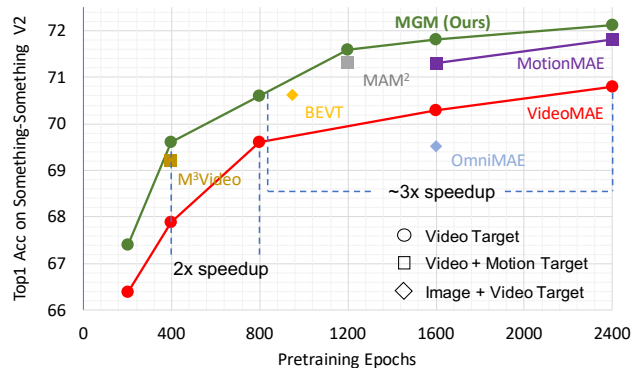 Top1 Acc on Something-Something V2
72
71
70
69
68
67
66
MGM (Ours)
MotionMAE
MAM²
BEVT
VideoMAE
OmniMAE
M³Video
~3x speedup
2x speedup
Video Target
Video + Motion Target
Image + Video Target
0 400 800 1200 1600 2000 2400
Pretraining Epochs